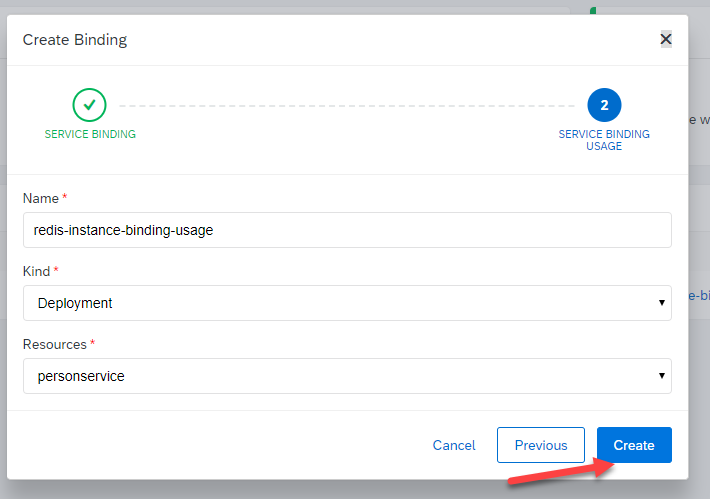 Create Binding
✕
✓
2
SERVICE BINDING
SERVICE BINDING
USAGE
Name *
redis-instance-binding-usage
Kind *
Deployment
Resources *
personservice
Cancel
Previous
Create
e w
e-bi